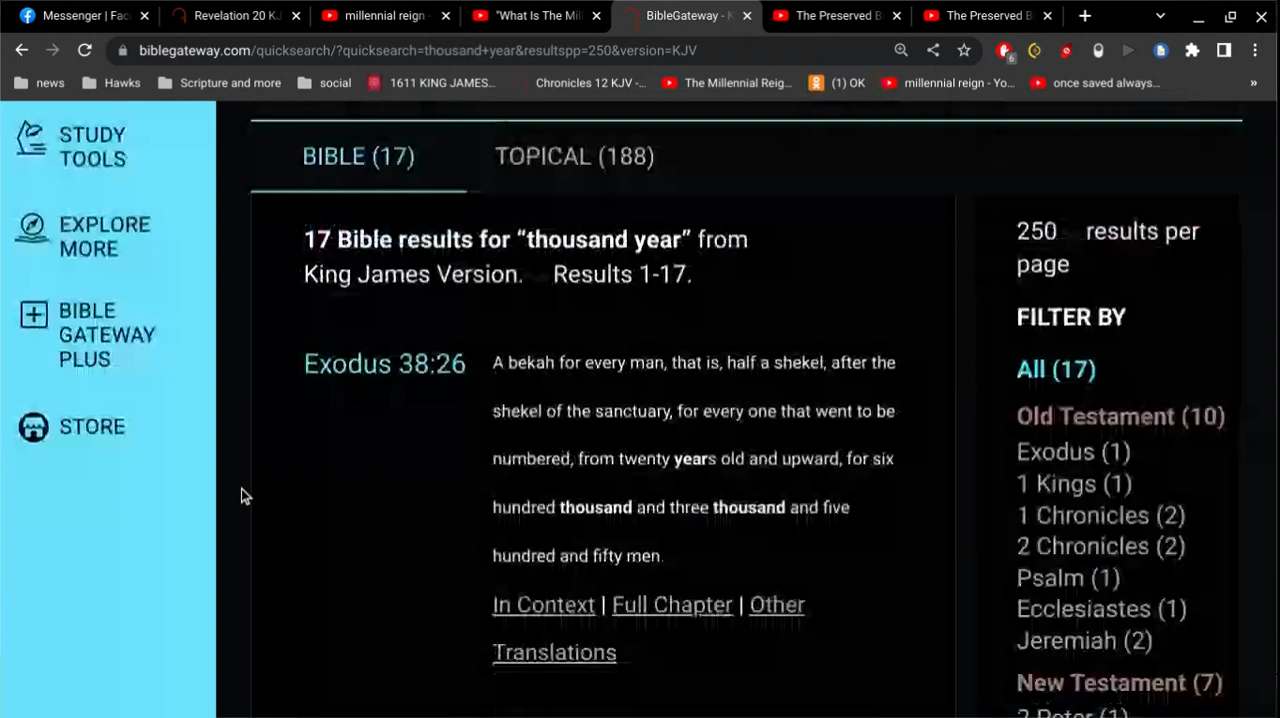 Messenger | Fac
Revelation 20 KJ
millennial reign -
"What Is The Mil
BibleGateway - K
The Preserved B
The Preserved B
biblegateway.com/quicksearch/?quicksearch=thousand+year&resultspp=250&version=KJV
6
news
Hawks
Scripture and more
social
1611 KING JAMES...
Chronicles 12 KJV -...
The Millennial Reig...
(1) OK
millennial reign - Yo...
once saved always...
»
STUDY
TOOLS
EXPLORE
MORE
BIBLE
GATEWAY
PLUS
STORE
BIBLE (17)
TOPICAL (188)
17 Bible results for “thousand year” from
King James Version. Results 1-17.
Exodus 38:26
A bekah for every man, that is, half a shekel, after the
shekel of the sanctuary, for every one that went to be
numbered, from twenty years old and upward, for six
hundred thousand and three thousand and five
hundred and fifty men.
In Context | Full Chapter | Other
Translations
250 results per
page
FILTER BY
All (17)
Old Testament (10)
Exodus (1)
1 Kings (1)
1 Chronicles (2)
2 Chronicles (2)
Psalm (1)
Ecclesiastes (1)
Jeremiah (2)
New Testament (7)
2 Peter (1)